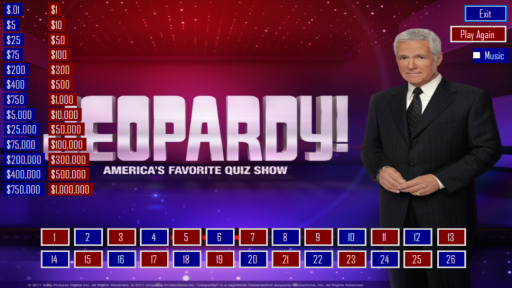 $.01 $1
$5 $10
$25 $50
$75 $100
$200 $300
$400 $500
$750 $1,000
$5,000 $10,000
$25,000 $50,000
$75,000 $100,000
$200,000 $300,000
$400,000 $500,000
$750,000 $1,000,000
Exit
Play Again
Music
JEOPARDY!
AMERICA'S FAVORITE QUIZ SHOW
1 2 3 4 5 6 7 8 9 10 11 12 13
14 15 16 17 18 19 20 21 22 23 24 25 26